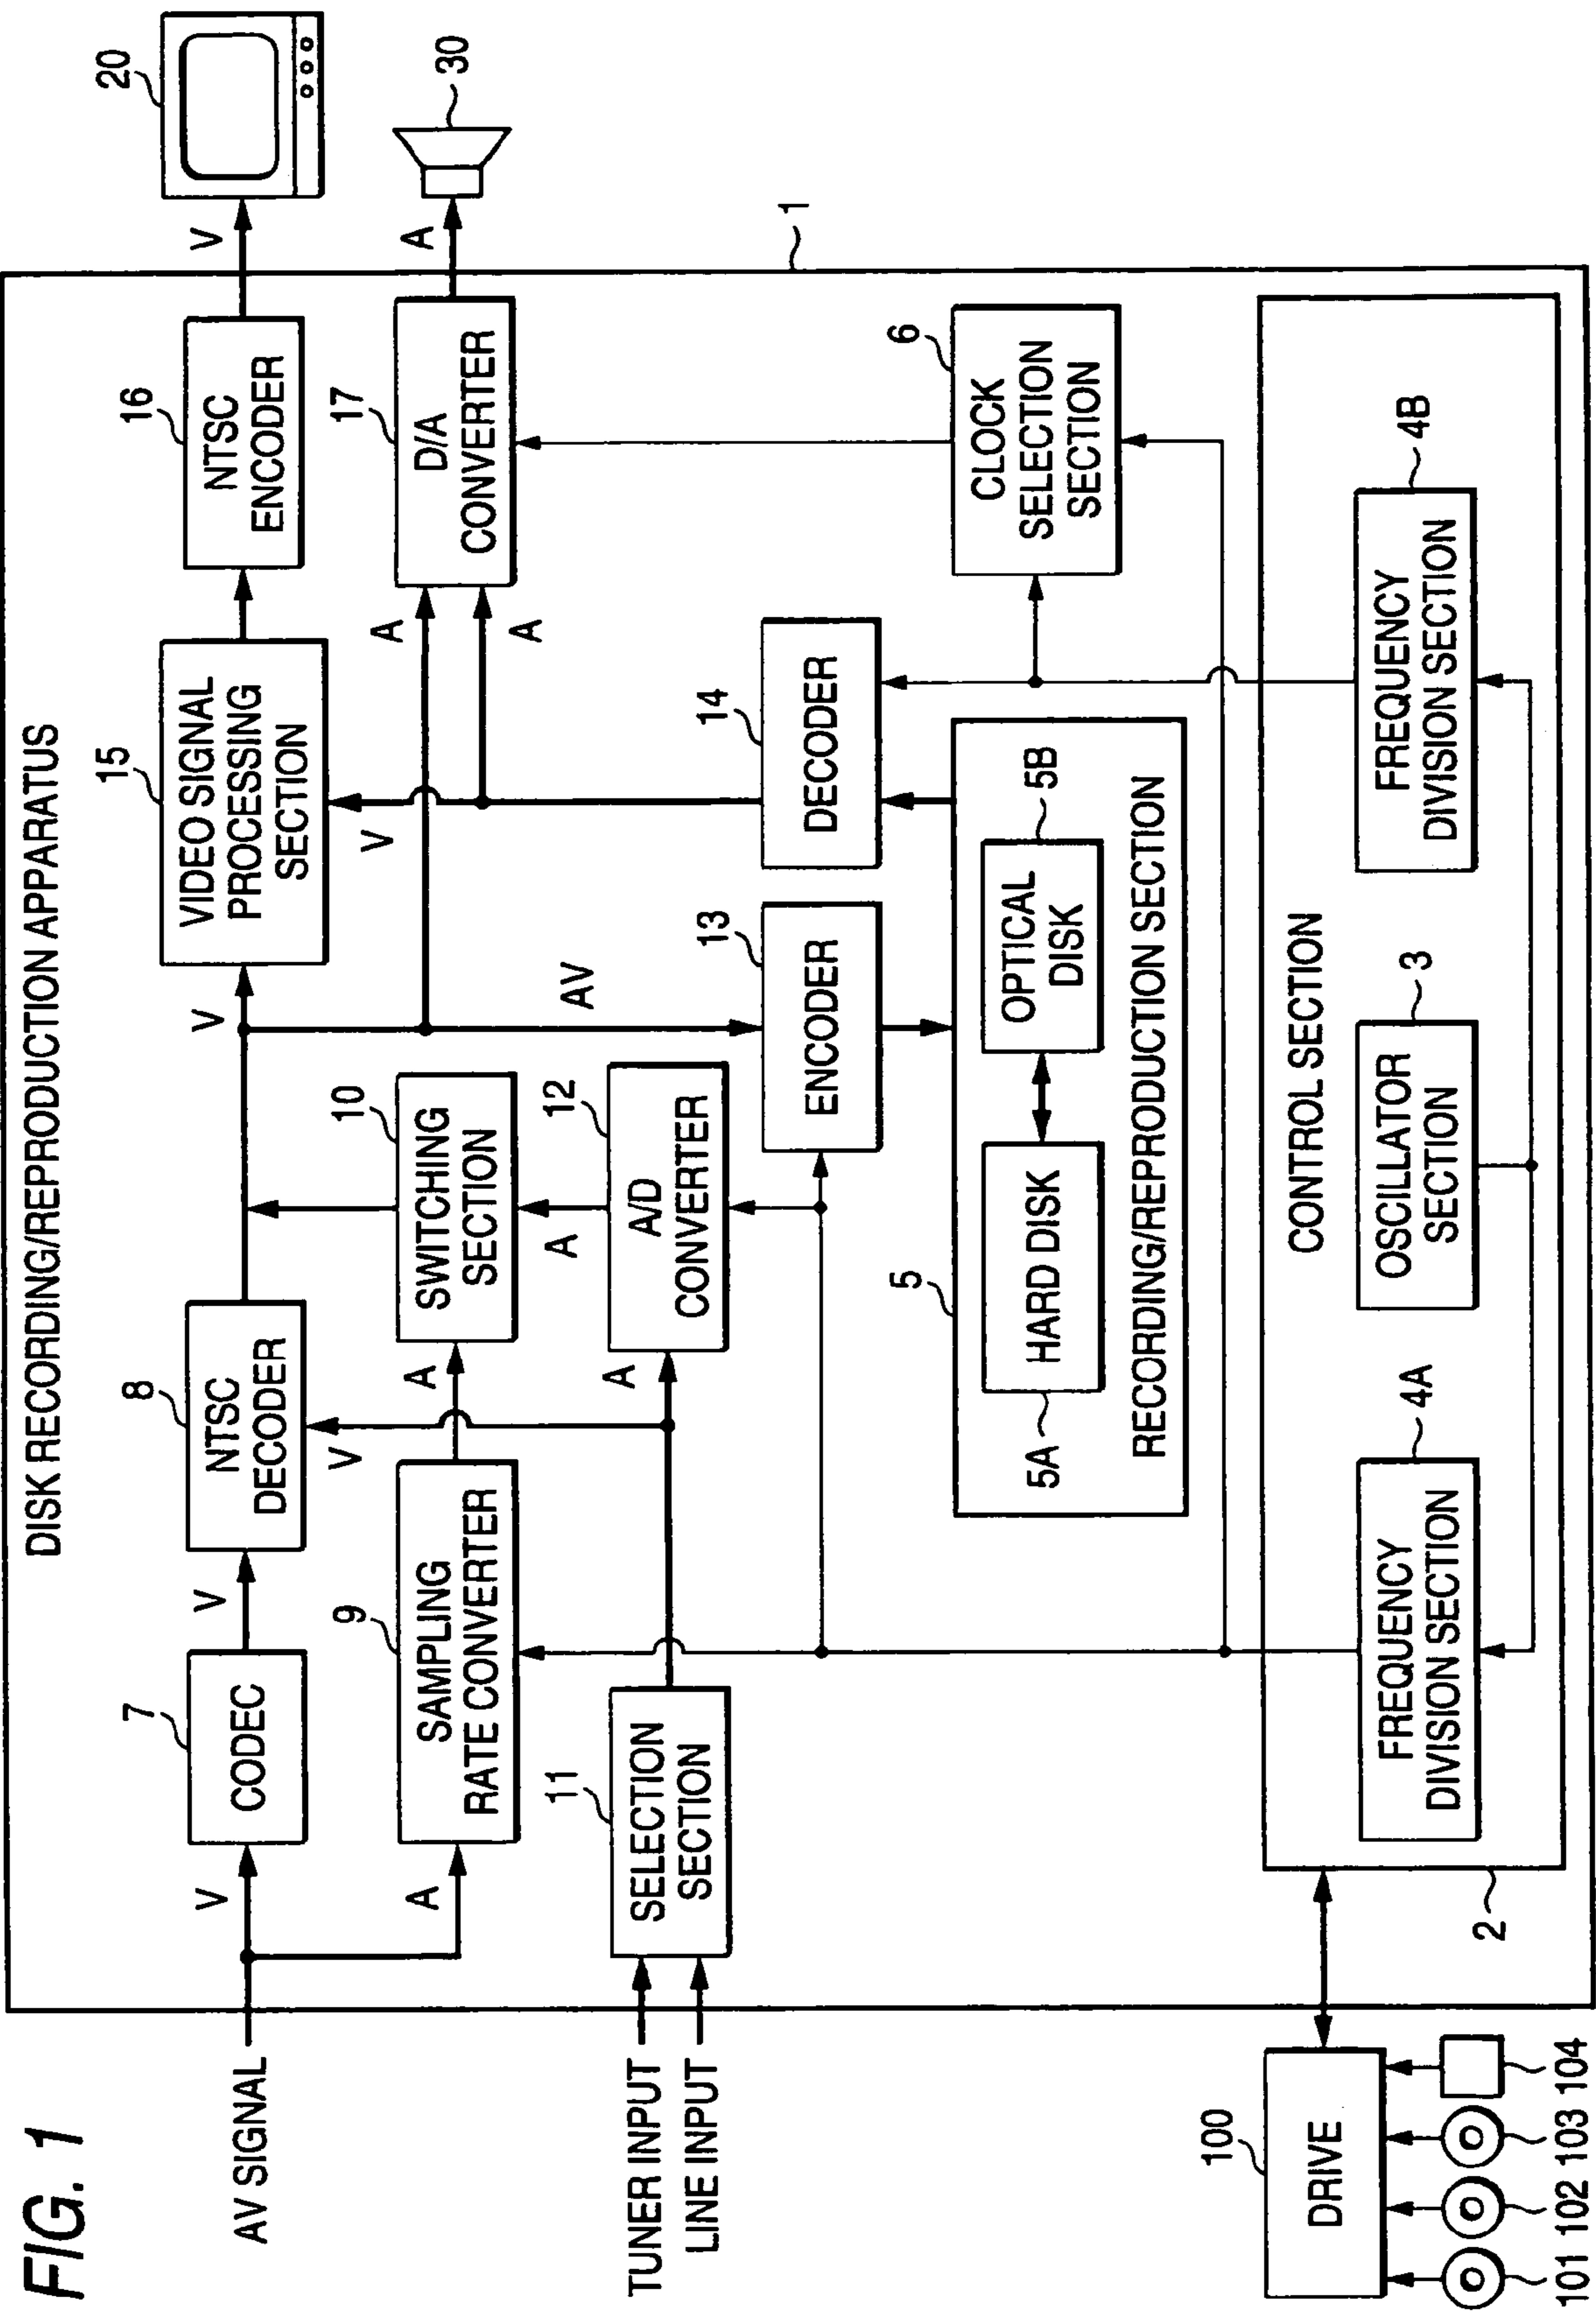 FIG. 1
DISK RECORDING/REPRODUCTION APPARATUS
AV SIGNAL
V
7
CODEC
V
8
NTSC
DECODER
V
V
15
VIDEO SIGNAL
PROCESSING
SECTION
V
16
NTSC
ENCODER
V
20
A
9
SAMPLING
RATE CONVERTER
A
10
SWITCHING
SECTION
A
A
17
D/A
CONVERTER
A
30
TUNER INPUT
LINE INPUT
11
SELECTION
SECTION
A
12
A/D
CONVERTER
A
AV
13
ENCODER
14
DECODER
5
5A
HARD DISK
OPTICAL
DISK
5B
RECORDING/REPRODUCTION SECTION
6
CLOCK
SELECTION
SECTION
1
2
CONTROL SECTION
FREQUENCY
DIVISION SECTION
4A
OSCILLATOR
SECTION
3
FREQUENCY
DIVISION SECTION
4B
100
DRIVE
101
102
103
104